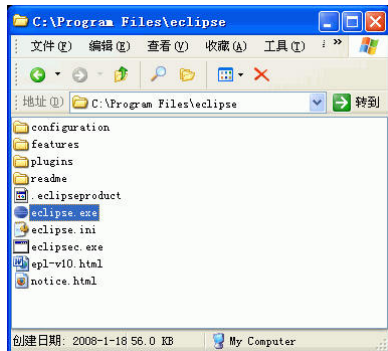 C:\Program Files\eclipse
文件(F) 编辑(E) 查看(V) 收藏(A) 工具(T) »
地址(D) C:\Program Files\eclipse 转到
configuration
features
plugins
readme
.eclipseproduct
eclipse.exe
eclipse.ini
eclipsec.exe
epl-v10.html
notice.html
创建日期: 2008-1-18 56.0 KB My Computer